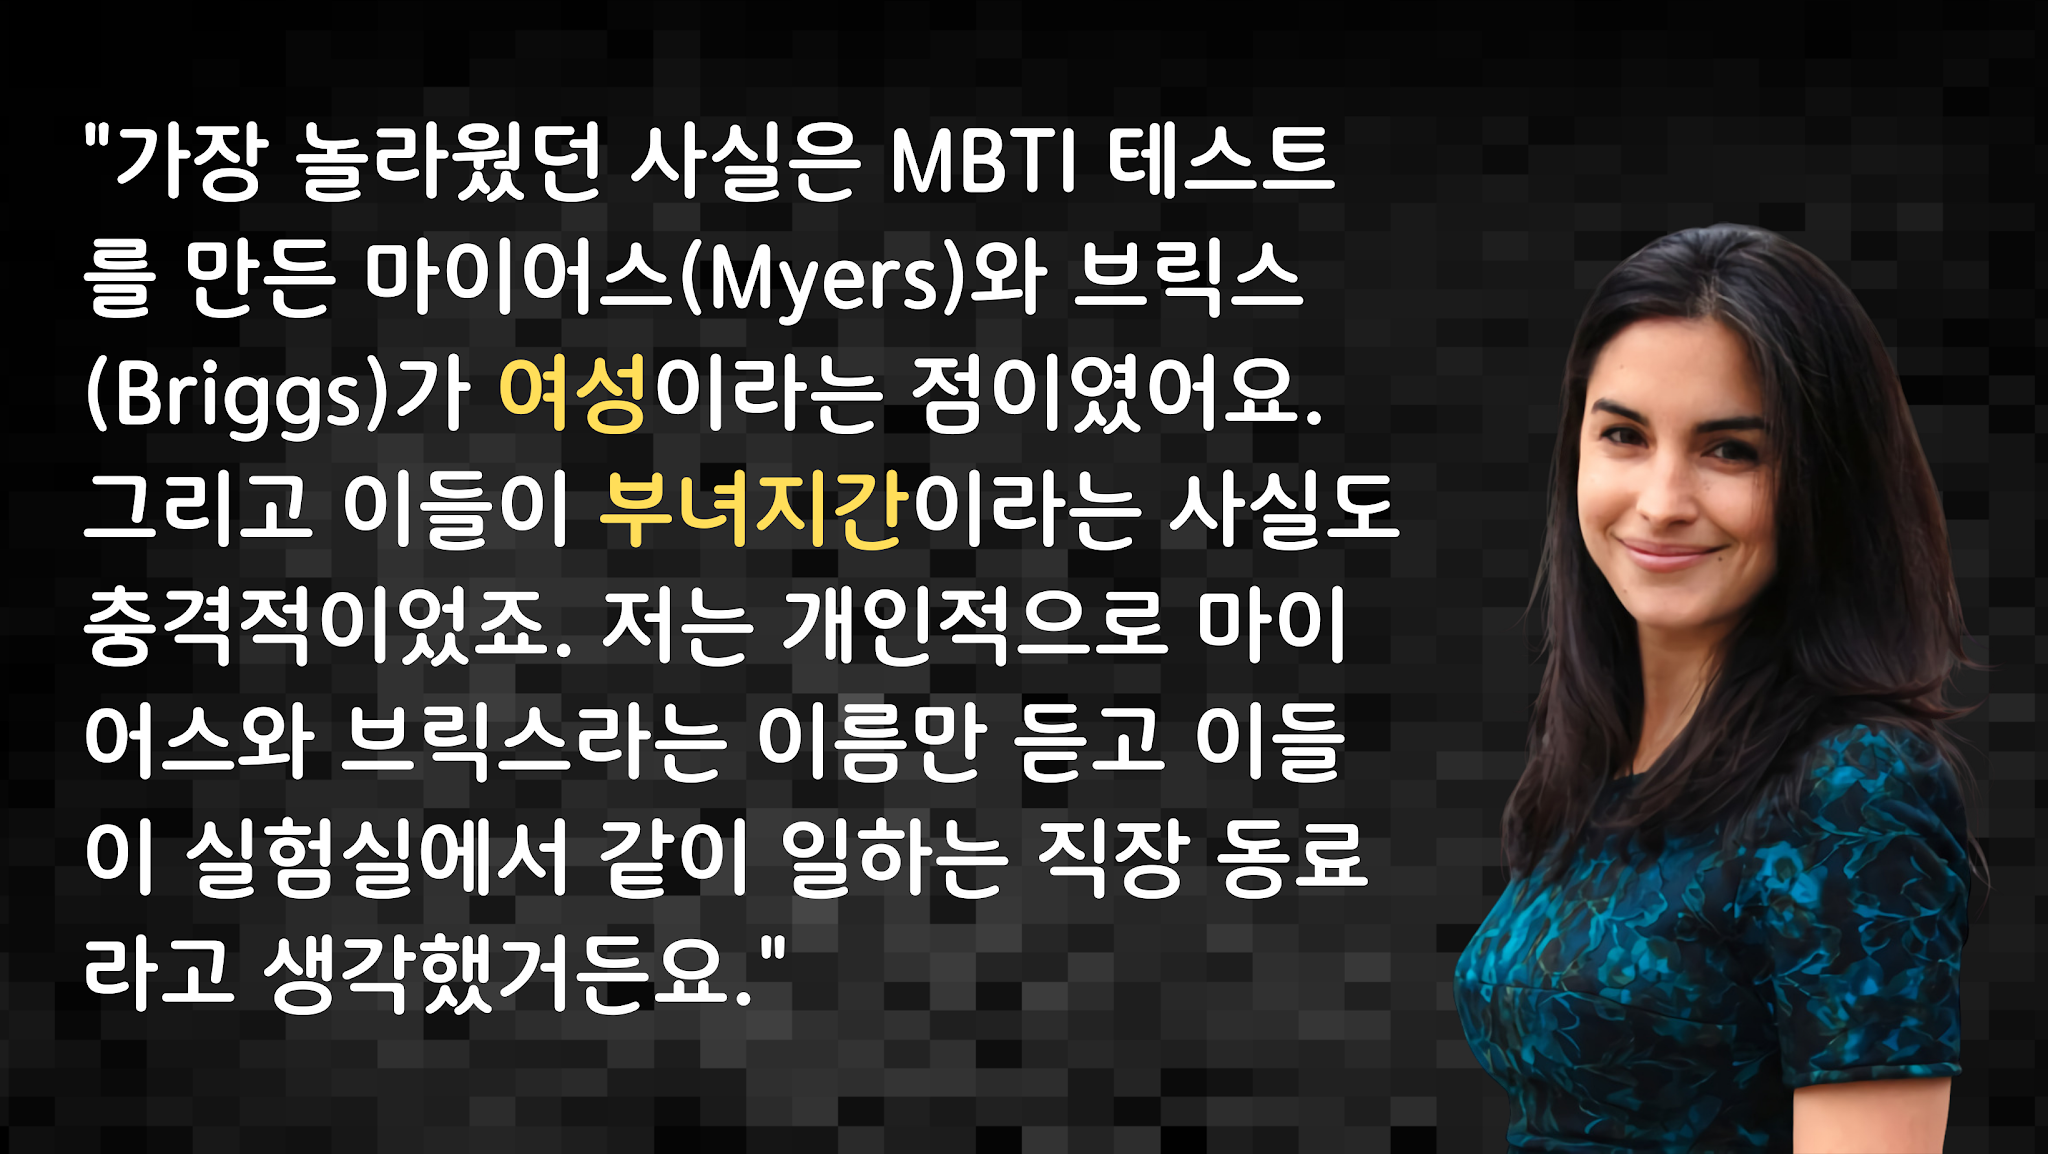 "가장 놀라웠던 사실은 MBTI 테스트
를 만든 마이어스(Myers)와 브릭스
(Briggs)가 여성이라는 점이였어요.
그리고 이들이 부녀지간이라는 사실도
충격적이었죠. 저는 개인적으로 마이
어스와 브릭스라는 이름만 듣고 이들
이 실험실에서 같이 일하는 직장 동료
라고 생각했거든요."